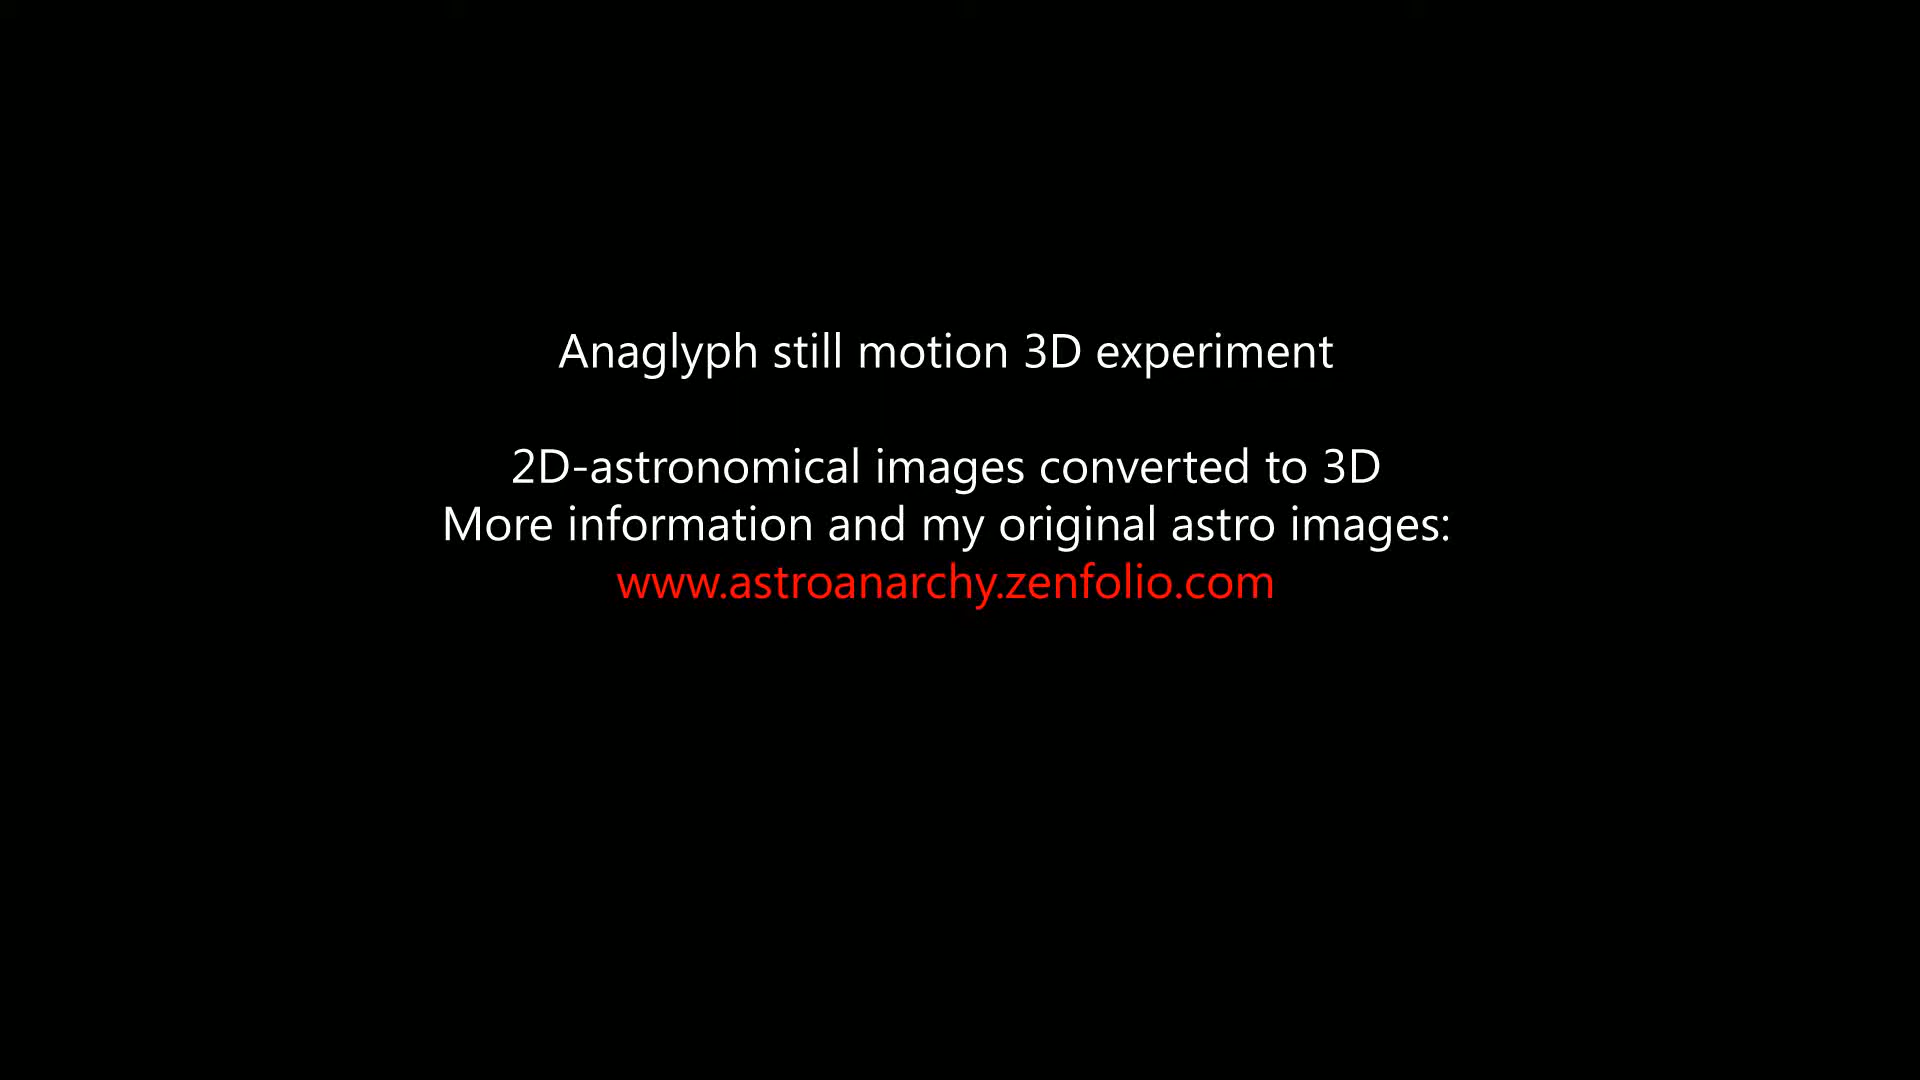 Anaglyph still motion 3D experiment
2D-astronomical images converted to 3D
More information and my original astro images:
www.astroanarchy.zenfolio.com